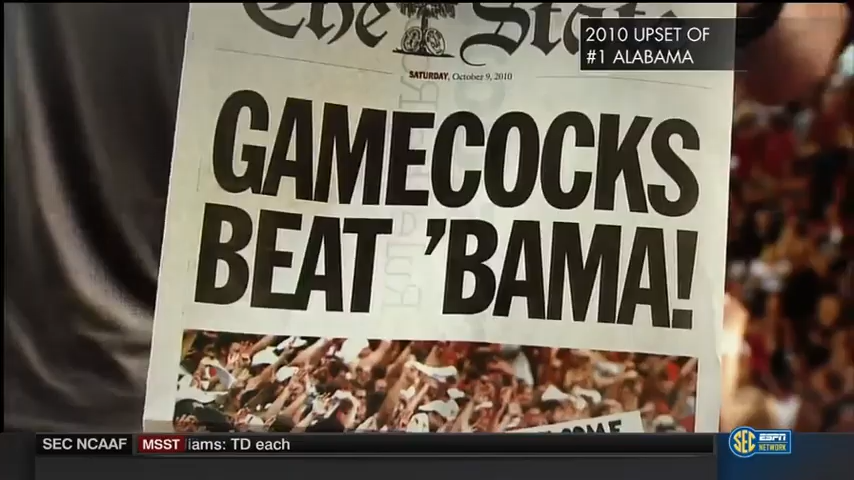 The State
2010 UPSET OF
#1 ALABAMA
SATURDAY, October 9, 2010
GAMECOCKS
BEAT 'BAMA!
SEC NCAAF MSST iams: TD each
SEC ESPN
NETWORK